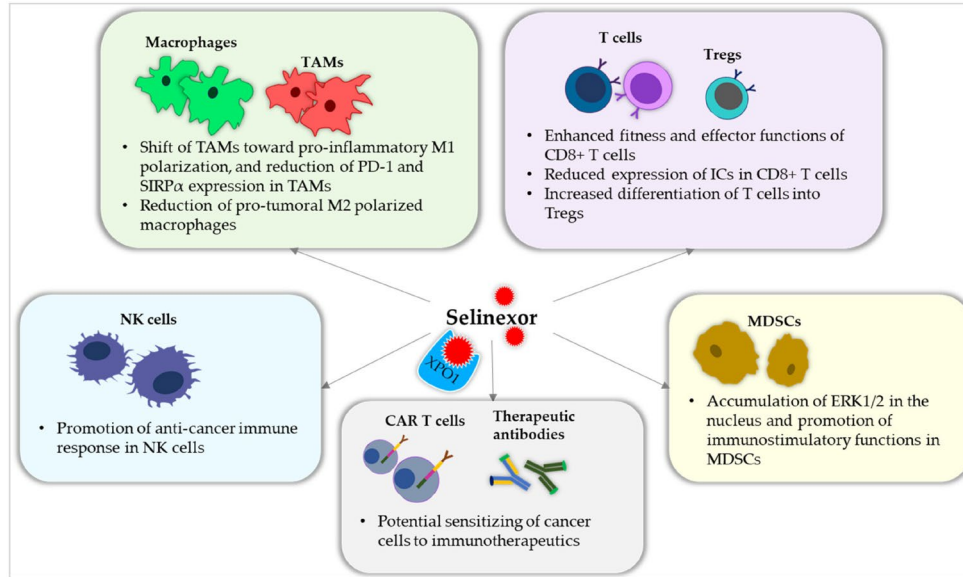 Macrophages
TAMs
• Shift of TAMs toward pro-inflammatory M1
polarization, and reduction of PD-1 and
SIRPα expression in TAMs
• Reduction of pro-tumoral M2 polarized
macrophages
T cells
Tregs
• Enhanced fitness and effector functions of
CD8+ T cells
• Reduced expression of ICs in CD8+ T cells
• Increased differentiation of T cells into
Tregs
NK cells
• Promotion of anti-cancer immune
response in NK cells
Selinexor
XPO1
MDSCs
• Accumulation of ERK1/2 in the
nucleus and promotion of
immunostimulatory functions in
MDSCs
CAR T cells
Therapeutic
antibodies
• Potential sensitizing of cancer
cells to immunotherapeutics